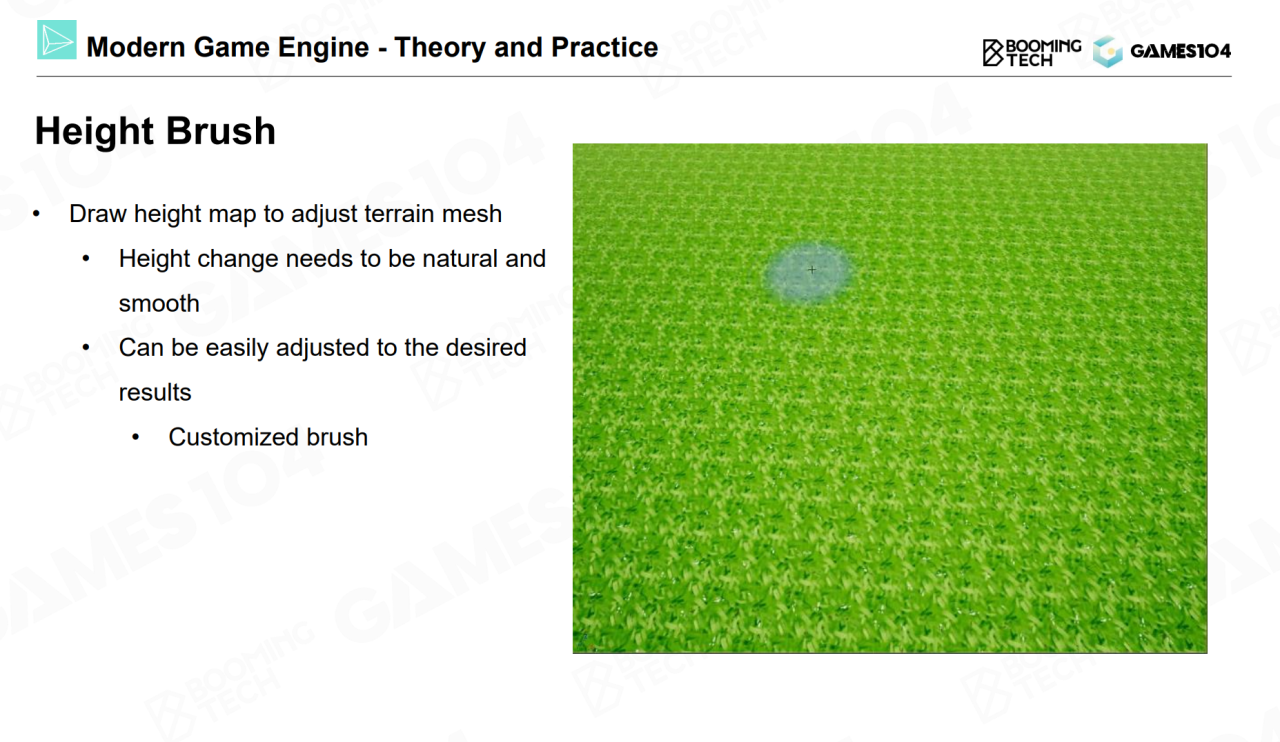 Modern Game Engine - Theory and Practice
BOOMING
TECH
GAMES104
Height Brush
• Draw height map to adjust terrain mesh
• Height change needs to be natural and
smooth
• Can be easily adjusted to the desired
results
• Customized brush